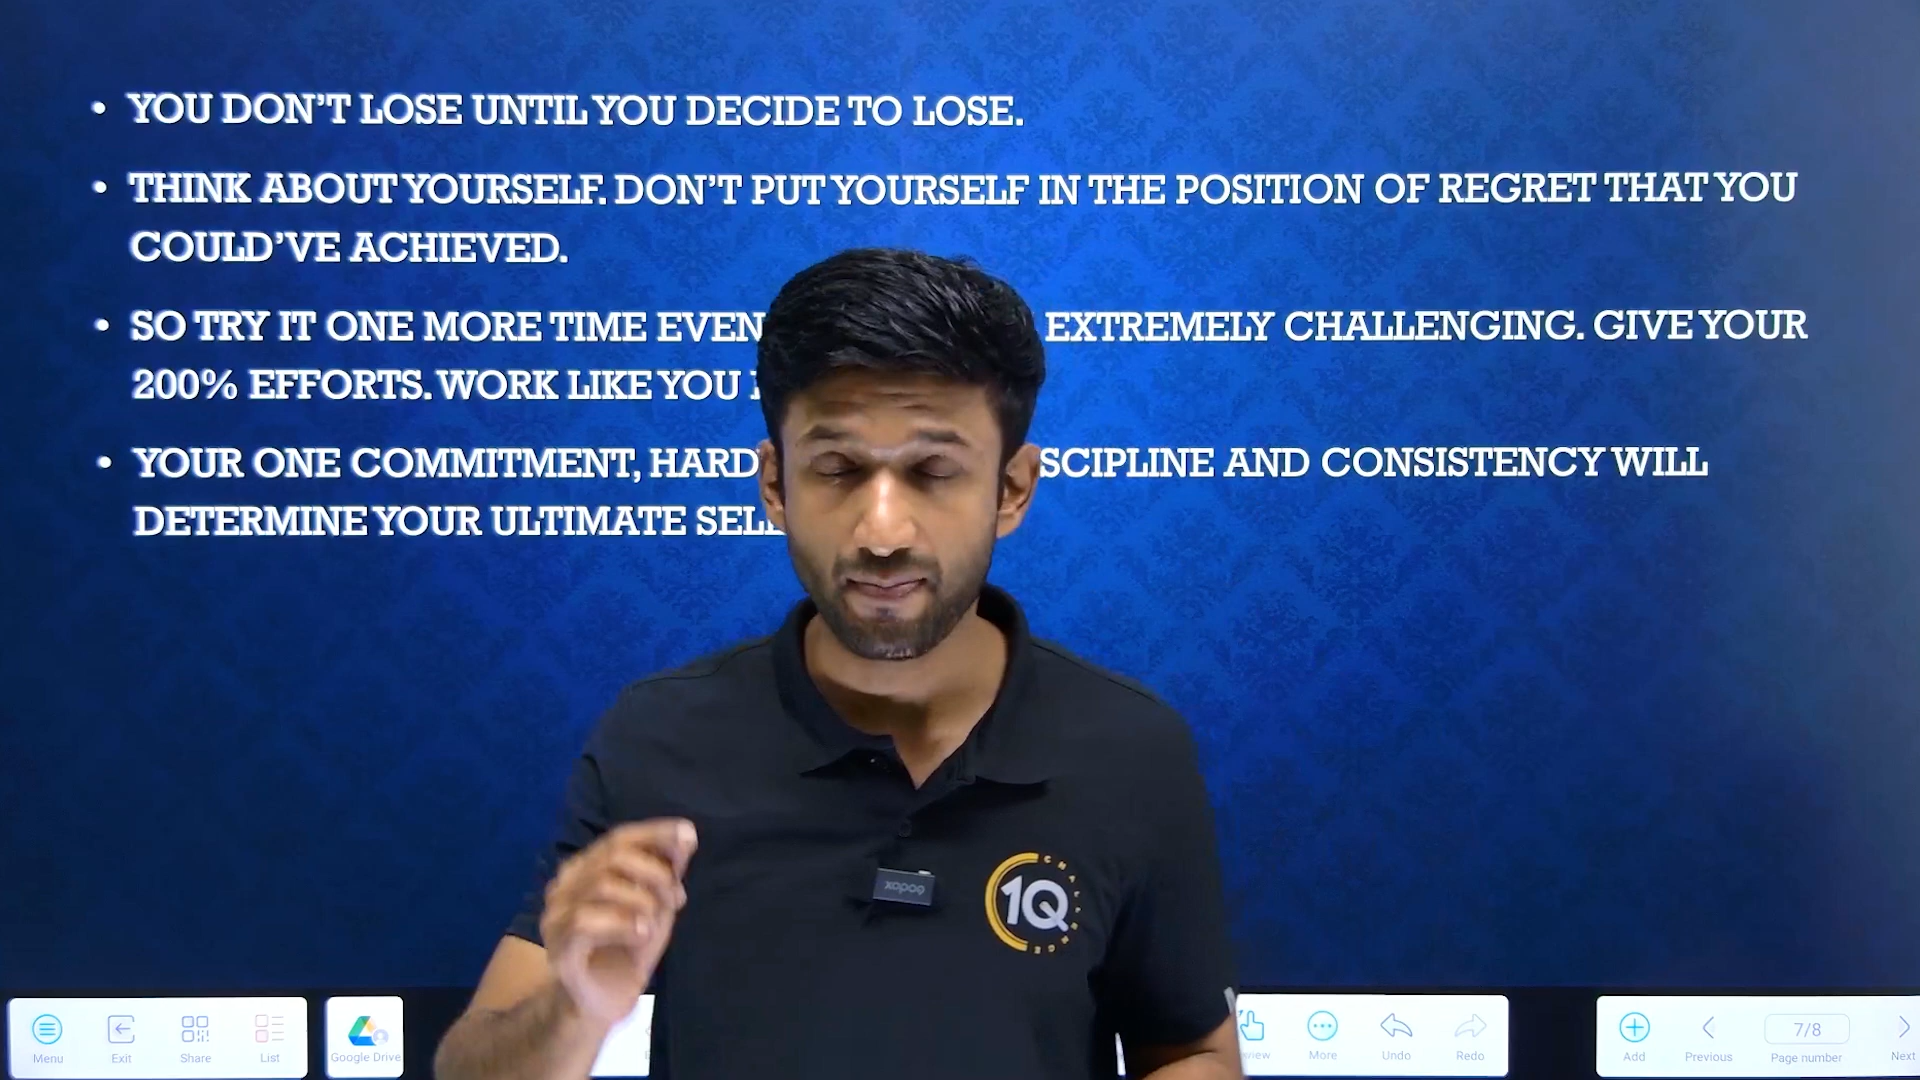 • YOU DON'T LOSE UNTIL YOU DECIDE TO LOSE.
• THINK ABOUT YOURSELF. DON'T PUT YOURSELF IN THE POSITION OF REGRET THAT YOU
COULD'VE ACHIEVED.
• SO TRY IT ONE MORE TIME EVEN EXTREMELY CHALLENGING. GIVE YOUR
200% EFFORTS. WORK LIKE YOU
• YOUR ONE COMMITMENT, HARD SCIPLINE AND CONSISTENCY WILL
DETERMINE YOUR ULTIMATE
CHALLENGE
1Q
Menu Exit Share List Google Drive More Undo Redo Add Previous 7/8 Page number Next